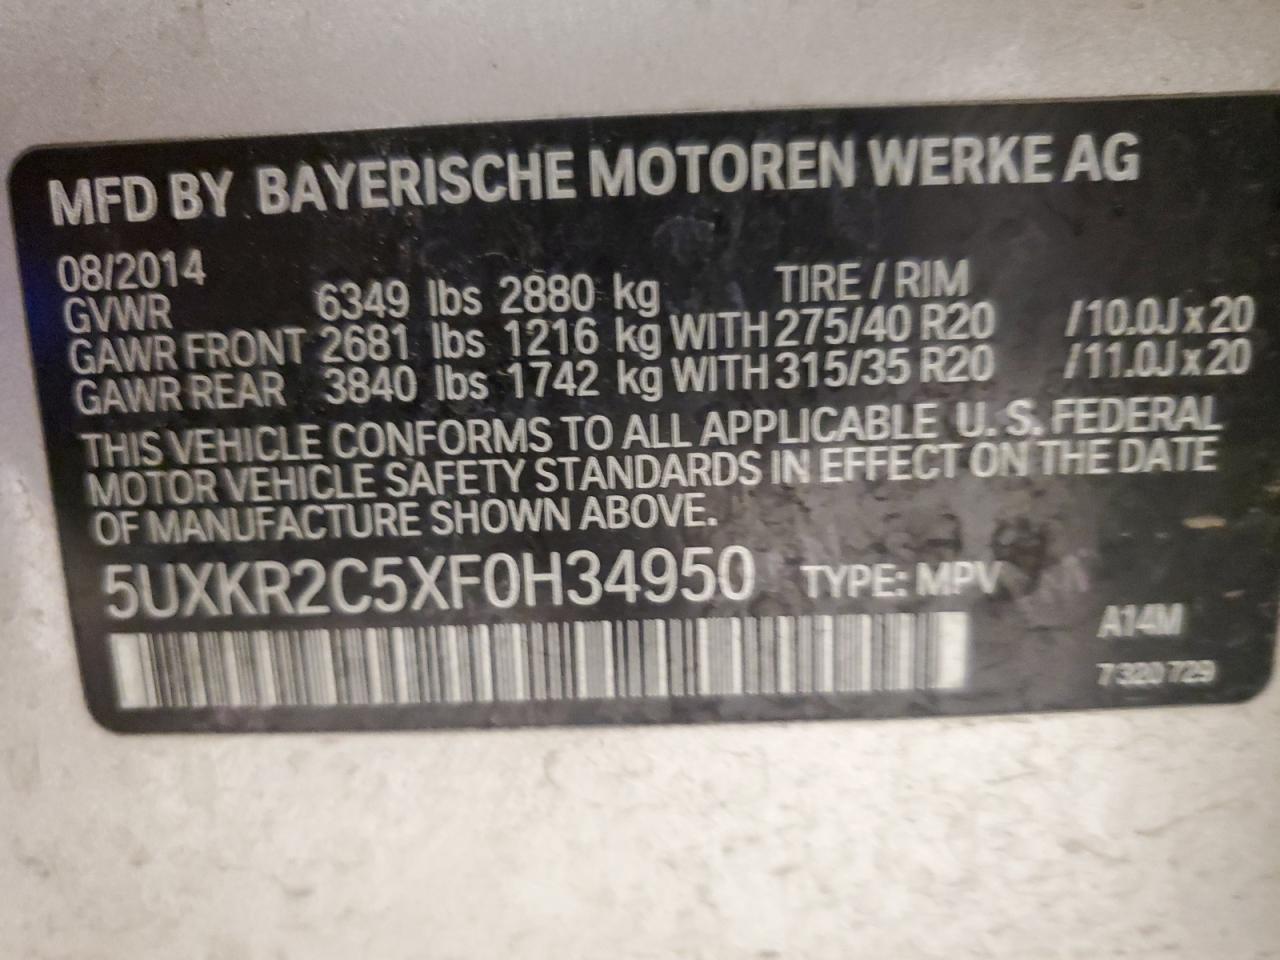 MFD BY BAYERISCHE MOTOREN WERKE AG
08/2014 TIRE / RIM
GVWR 6349 lbs 2880 kg
GAWR FRONT 2681 lbs 1216 kg WITH 275/40 R20 /10.0J x 20
GAWR REAR 3840 lbs 1742 kg WITH 315/35 R20 /11.0J x 20
THIS VEHICLE CONFORMS TO ALL APPLICABLE U. S. FEDERAL
MOTOR VEHICLE SAFETY STANDARDS IN EFFECT ON THE DATE
OF MANUFACTURE SHOWN ABOVE.
5UXKR2C5XF0H34950 TYPE: MPV
A14M
7 320 729